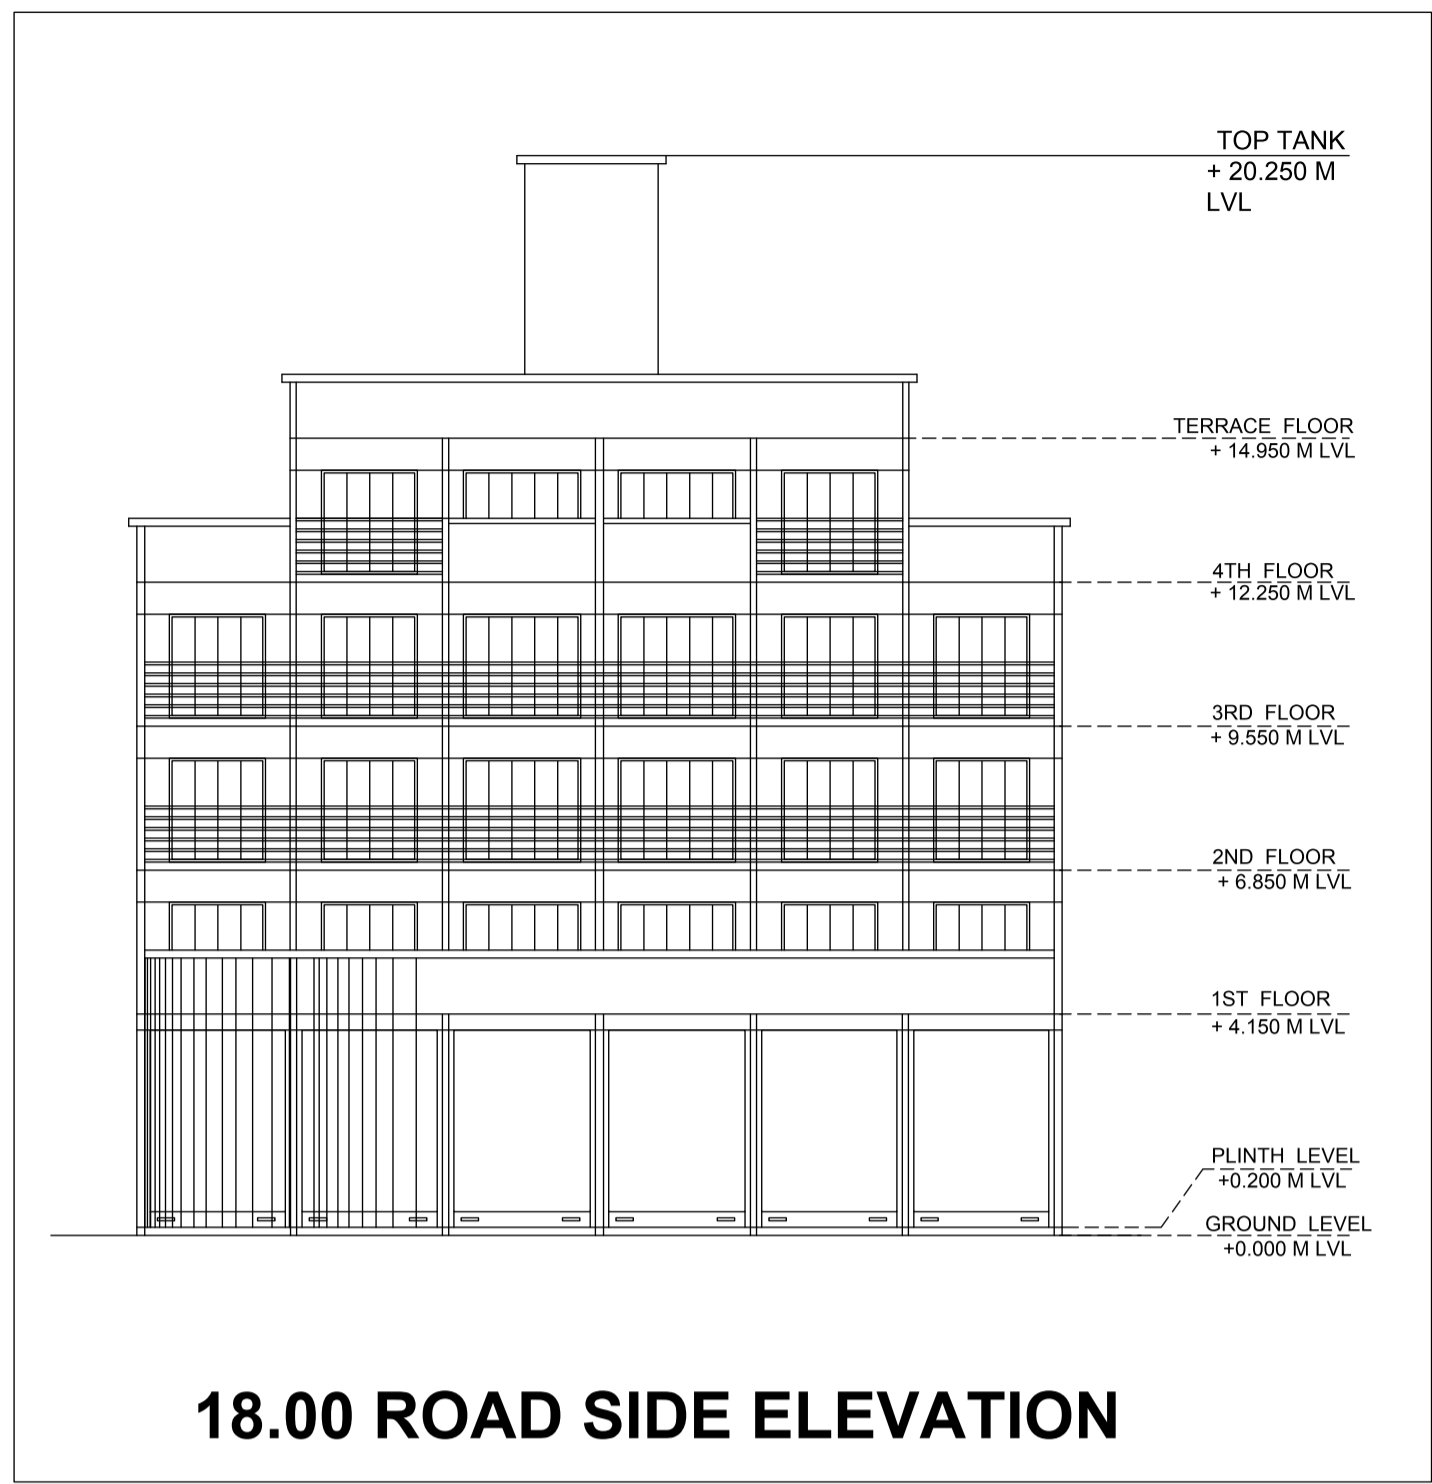 TOP TANK
+ 20.250 M
LVL
TERRACE FLOOR
+ 14.950 M LVL
4TH FLOOR
+ 12.250 M LVL
3RD FLOOR
+ 9.550 M LVL
2ND FLOOR
+ 6.850 M LVL
1ST FLOOR
+ 4.150 M LVL
PLINTH LEVEL
+0.200 M LVL
GROUND LEVEL
+0.000 M LVL
18.00 ROAD SIDE ELEVATION